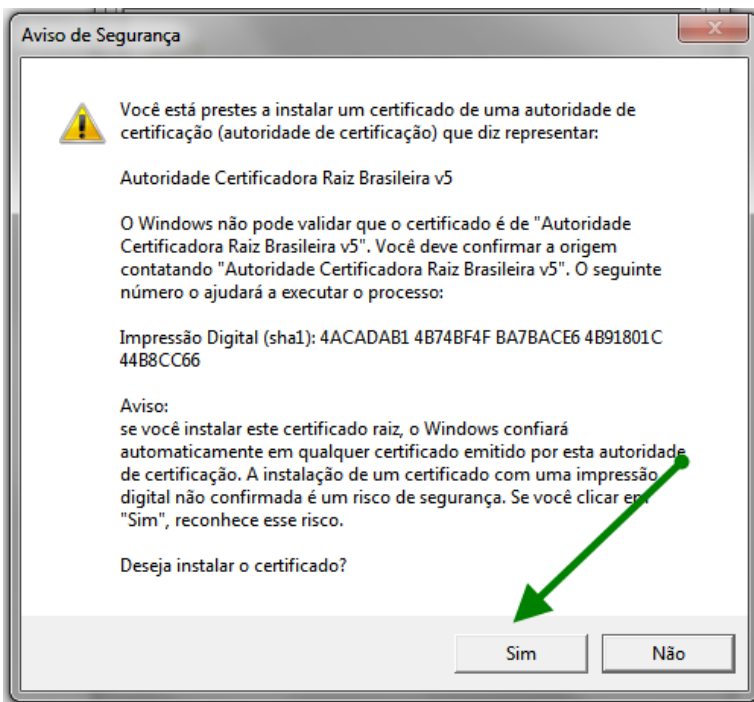 Aviso de Segurança
Você está prestes a instalar um certificado de uma autoridade de
certificação (autoridade de certificação) que diz representar:
Autoridade Certificadora Raiz Brasileira v5
O Windows não pode validar que o certificado é de "Autoridade
Certificadora Raiz Brasileira v5". Você deve confirmar a origem
contatando "Autoridade Certificadora Raiz Brasileira v5". O seguinte
número o ajudará a executar o processo:
Impressão Digital (sha1): 4ACADAB1 4B74BF4F BA7BACE6 4B91801C
44B8CC66
Aviso:
se você instalar este certificado raiz, o Windows confiará
automaticamente em qualquer certificado emitido por esta autoridade
de certificação. A instalação de um certificado com uma impressão
digital não confirmada é um risco de segurança. Se você clicar em
"Sim", reconhece esse risco.
Deseja instalar o certificado?
Sim
Não